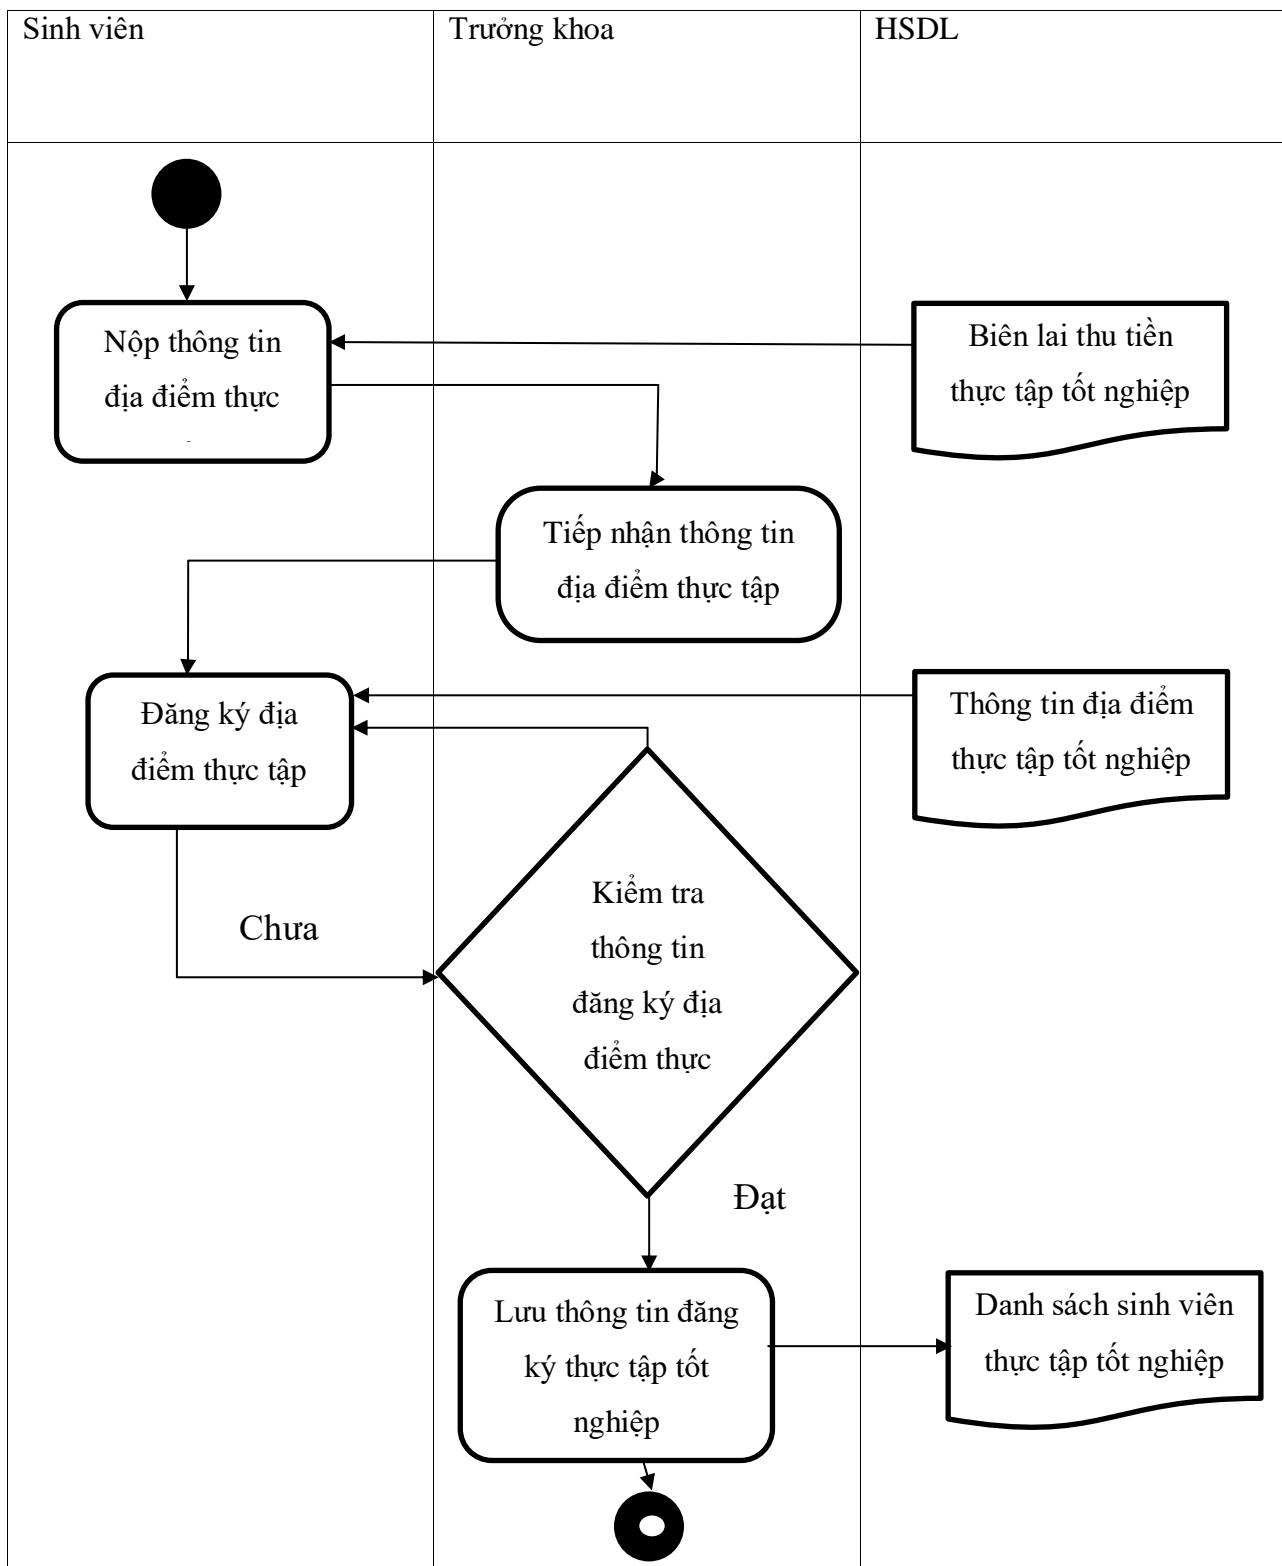 Sinh viên
Trưởng khoa
HSDL
Nộp thông tin
địa điểm thực
Biên lai thu tiền
thực tập tốt nghiệp
Tiếp nhận thông tin
địa điểm thực tập
Đăng ký địa
điểm thực tập
Thông tin địa điểm
thực tập tốt nghiệp
Chưa
Kiểm tra
thông tin
đăng ký địa
điểm thực
Đạt
Lưu thông tin đăng
ký thực tập tốt
nghiệp
Danh sách sinh viên
thực tập tốt nghiệp